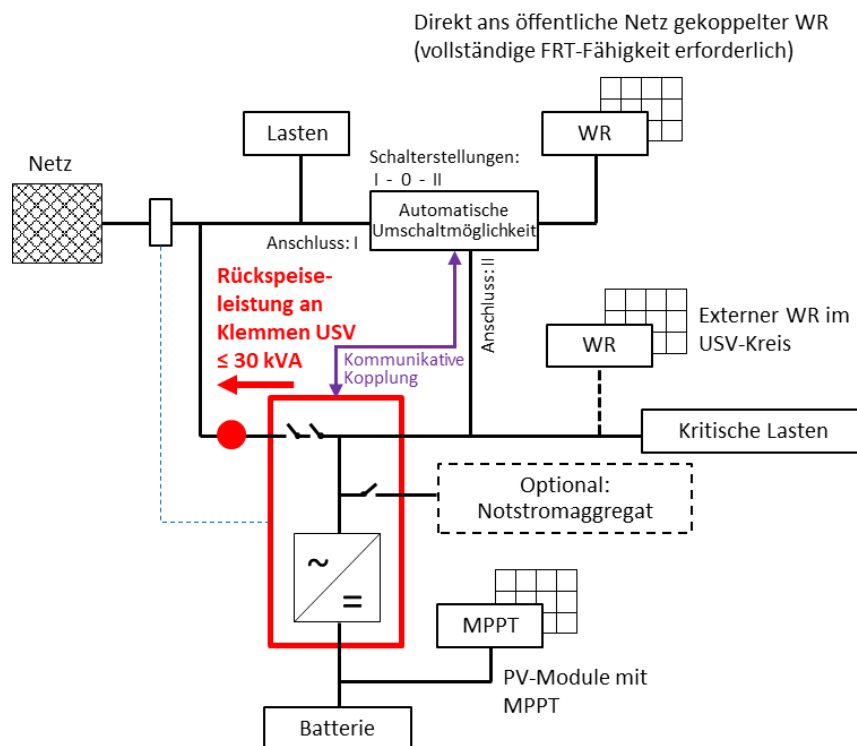 Direkt ans öffentliche Netz gekoppelter WR
(vollständige FRT-Fähigkeit erforderlich)
Lasten
WR
Netz
Schalterstellungen:
I - 0 - II
Automatische
Umschaltmöglichkeit
Anschluss: I
Anschluss: II
Rückspeise-
leistung an
Klemmen USV
≤ 30 kVA
Kommunikative
Kopplung
WR
Externer WR im
USV-Kreis
Kritische Lasten
Optional:
Notstromaggregat
~
=
MPPT
PV-Module mit
MPPT
Batterie